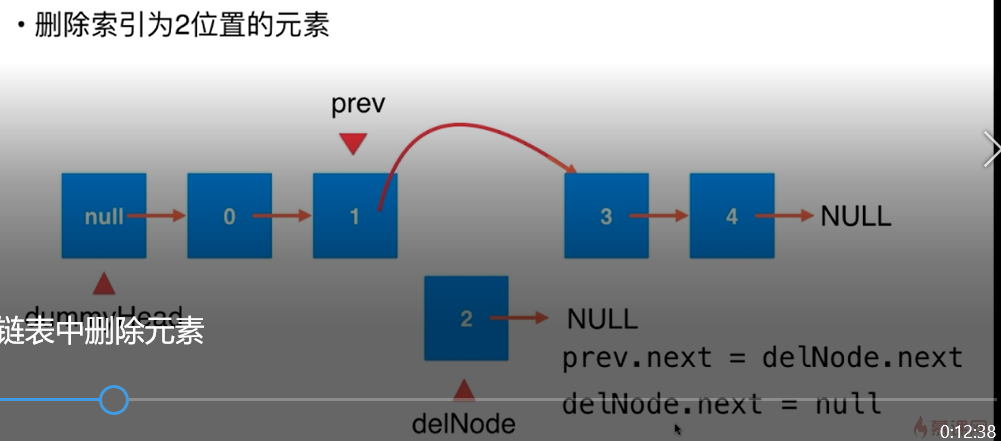 • 删除索引为2位置的元素
prev
null
0
1
3
4
NULL
dummyHead
链表中删除元素
2
NULL
prev.next = delNode.next
delNode.next = null
delNode
0:12:38